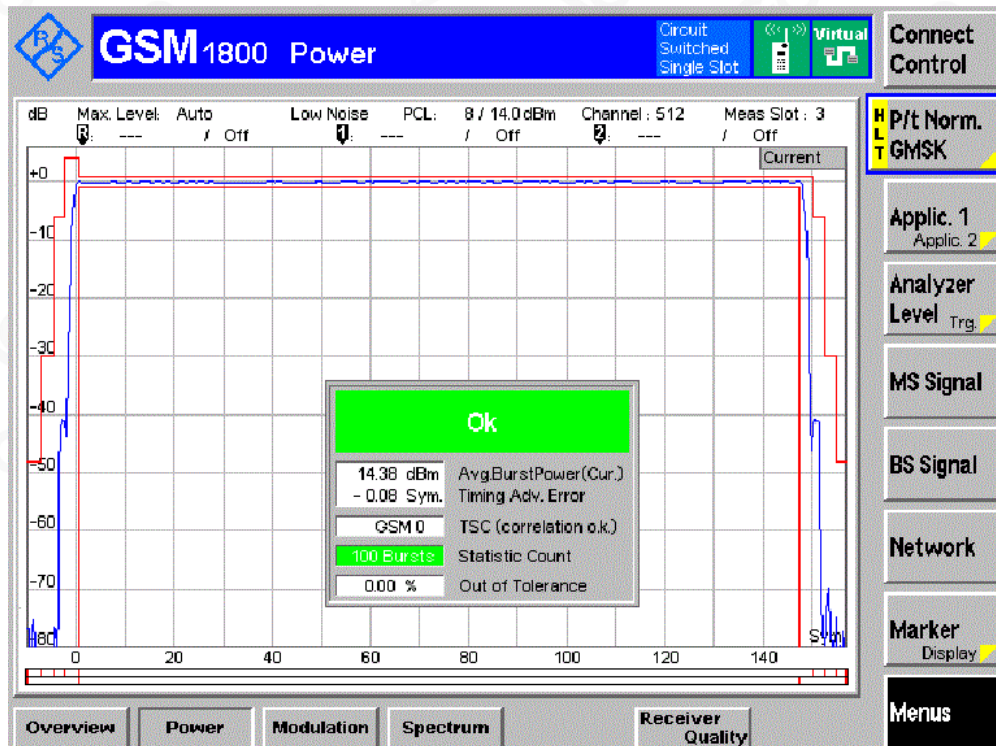 R S
GSM 1800 Power
Circuit Switched Single Slot
Virtual
Connect Control
dB Max. Level: Auto Low Noise PCL: 8 / 14.0 dBm Channel : 512 Meas Slot : 3
R: --- / Off 1: --- / Off 2: --- / Off
Current
+0
-10
-20
-30
-40
-50
-60
-70
-80
Sym
0 20 40 60 80 100 120 140
Ok
14.38 dBm Avg.BurstPower(Cur.)
- 0.08 Sym. Timing Adv. Error
GSM 0 TSC (correlation o.k.)
100 Bursts Statistic Count
0.00 % Out of Tolerance
HLT P/t Norm. GMSK
Applic. 1
Applic. 2
Analyzer
Level Trg.
MS Signal
BS Signal
Network
Marker
Display
Menus
Overview Power Modulation Spectrum Receiver Quality